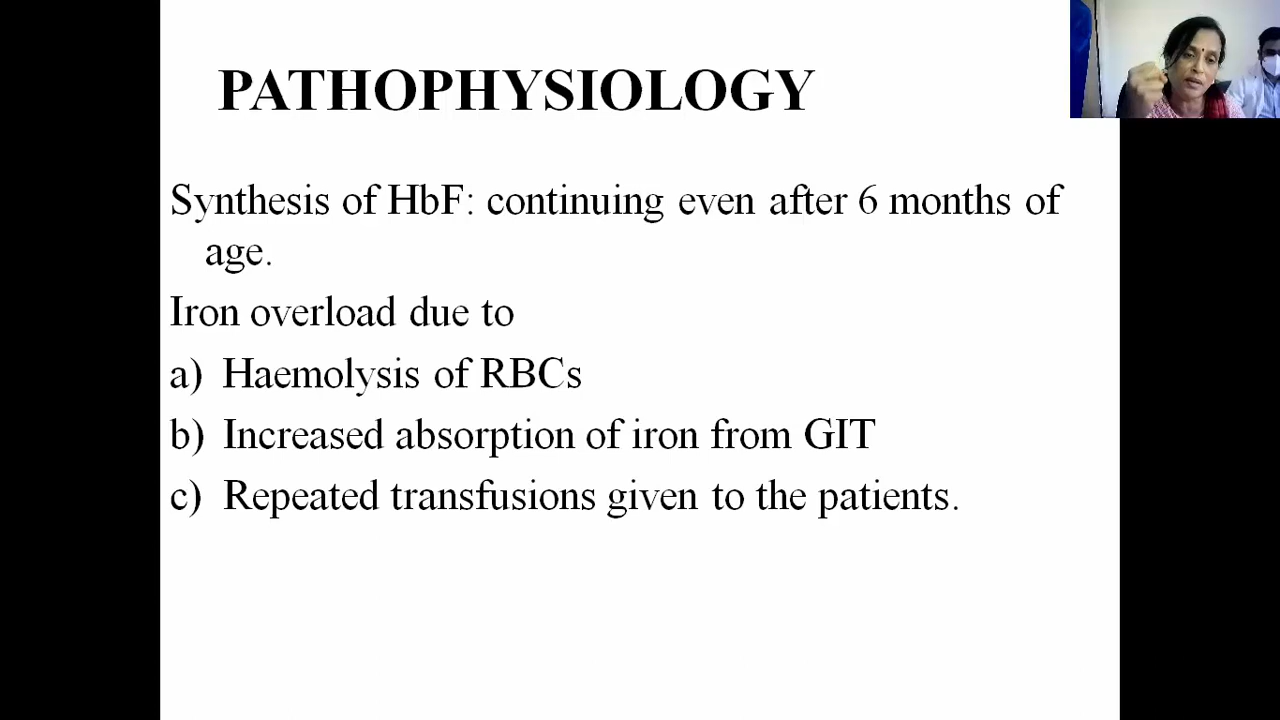 PATHOPHYSIOLOGY
Synthesis of HbF: continuing even after 6 months of
age.
Iron overload due to
a) Haemolysis of RBCs
b) Increased absorption of iron from GIT
c) Repeated transfusions given to the patients.